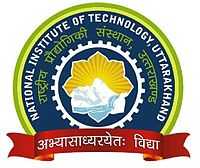 NATIONAL INSTITUTE OF TECHNOLOGY, UTTARAKHAND
राष्ट्रीय प्रौद्योगिकी संस्थान, उत्तराखण्ड
अभ्यासाध्यरयेतः विद्या